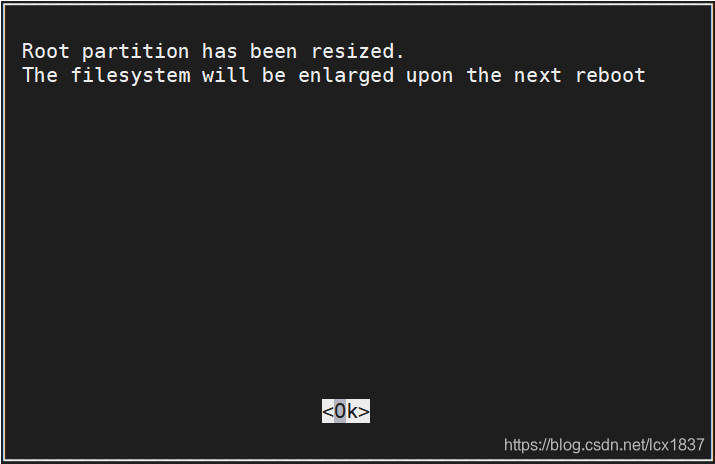 Root partition has been resized.
The filesystem will be enlarged upon the next reboot
<Ok>
https://blog.csdn.net/lcx1837